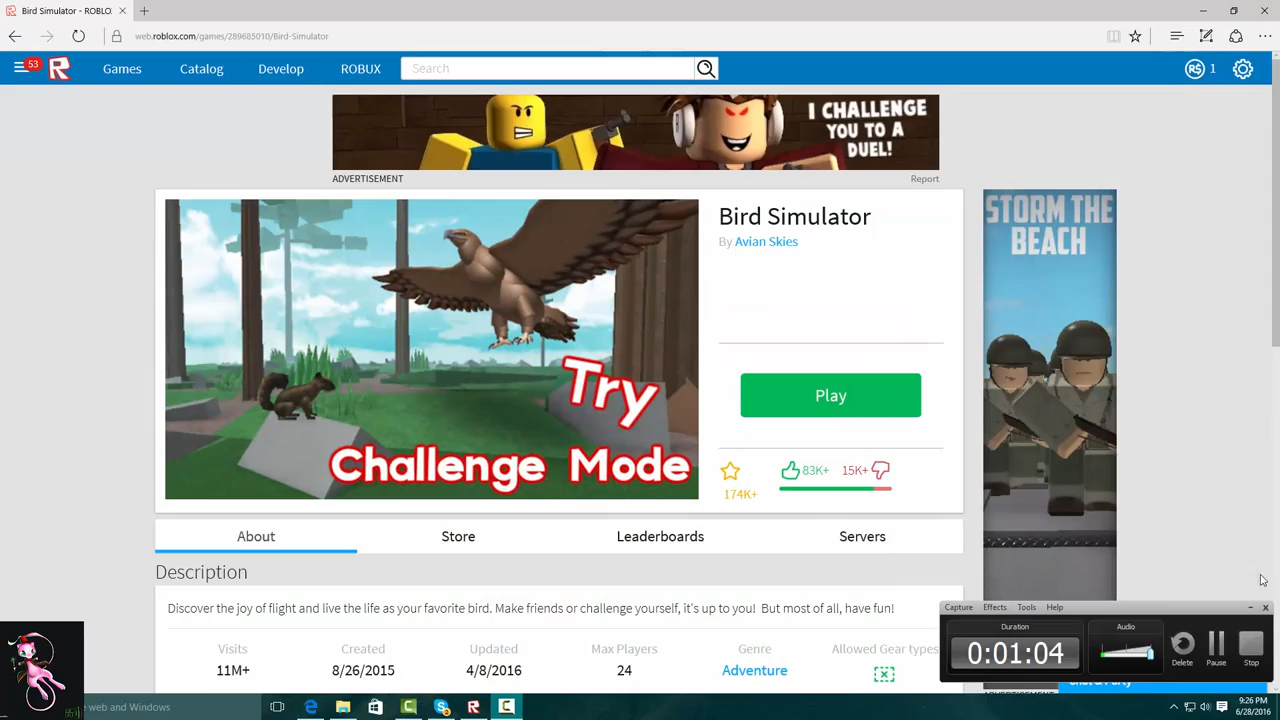 Bird Simulator - ROBLO
web.roblox.com/games/289685010/Bird-Simulator
53
Games
Catalog
Develop
ROBUX
Search
R$ 1
I CHALLENGE
YOU TO A
DUEL!
ADVERTISEMENT
Report
Try
Challenge Mode
Bird Simulator
By Avian Skies
Play
174K+
83K+
15K+
STORM THE
BEACH
About
Store
Leaderboards
Servers
Description
Discover the joy of flight and live the life as your favorite bird. Make friends or challenge yourself, it's up to you! But most of all, have fun!
Visits
Created
Updated
Max Players
Genre
Allowed Gear types
11M+
8/26/2015
4/8/2016
24
Adventure
Capture Effects Tools Help
Duration
Audio
0:01:04
Delete
Pause
Stop
e web and Windows
9:26 PM
6/28/2016